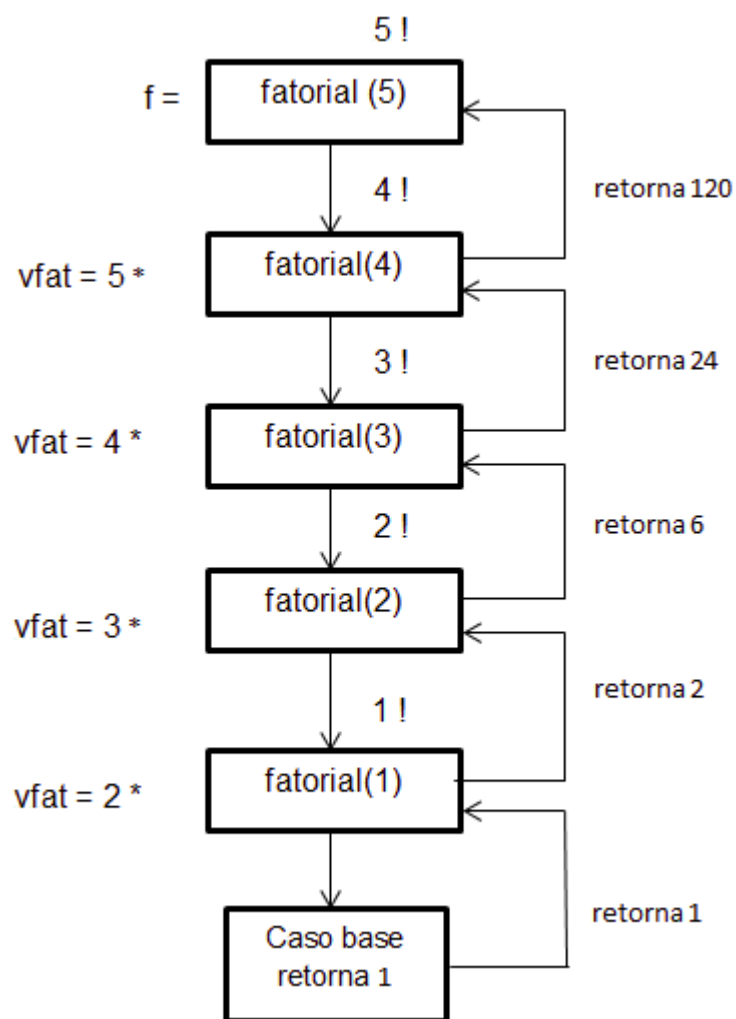 5 !
f =
fatorial (5)
retorna 120
4 !
vfat = 5 *
fatorial(4)
retorna 24
3 !
vfat = 4 *
fatorial(3)
retorna 6
2 !
vfat = 3 *
fatorial(2)
retorna 2
1 !
vfat = 2 *
fatorial(1)
retorna 1
Caso base
retorna 1